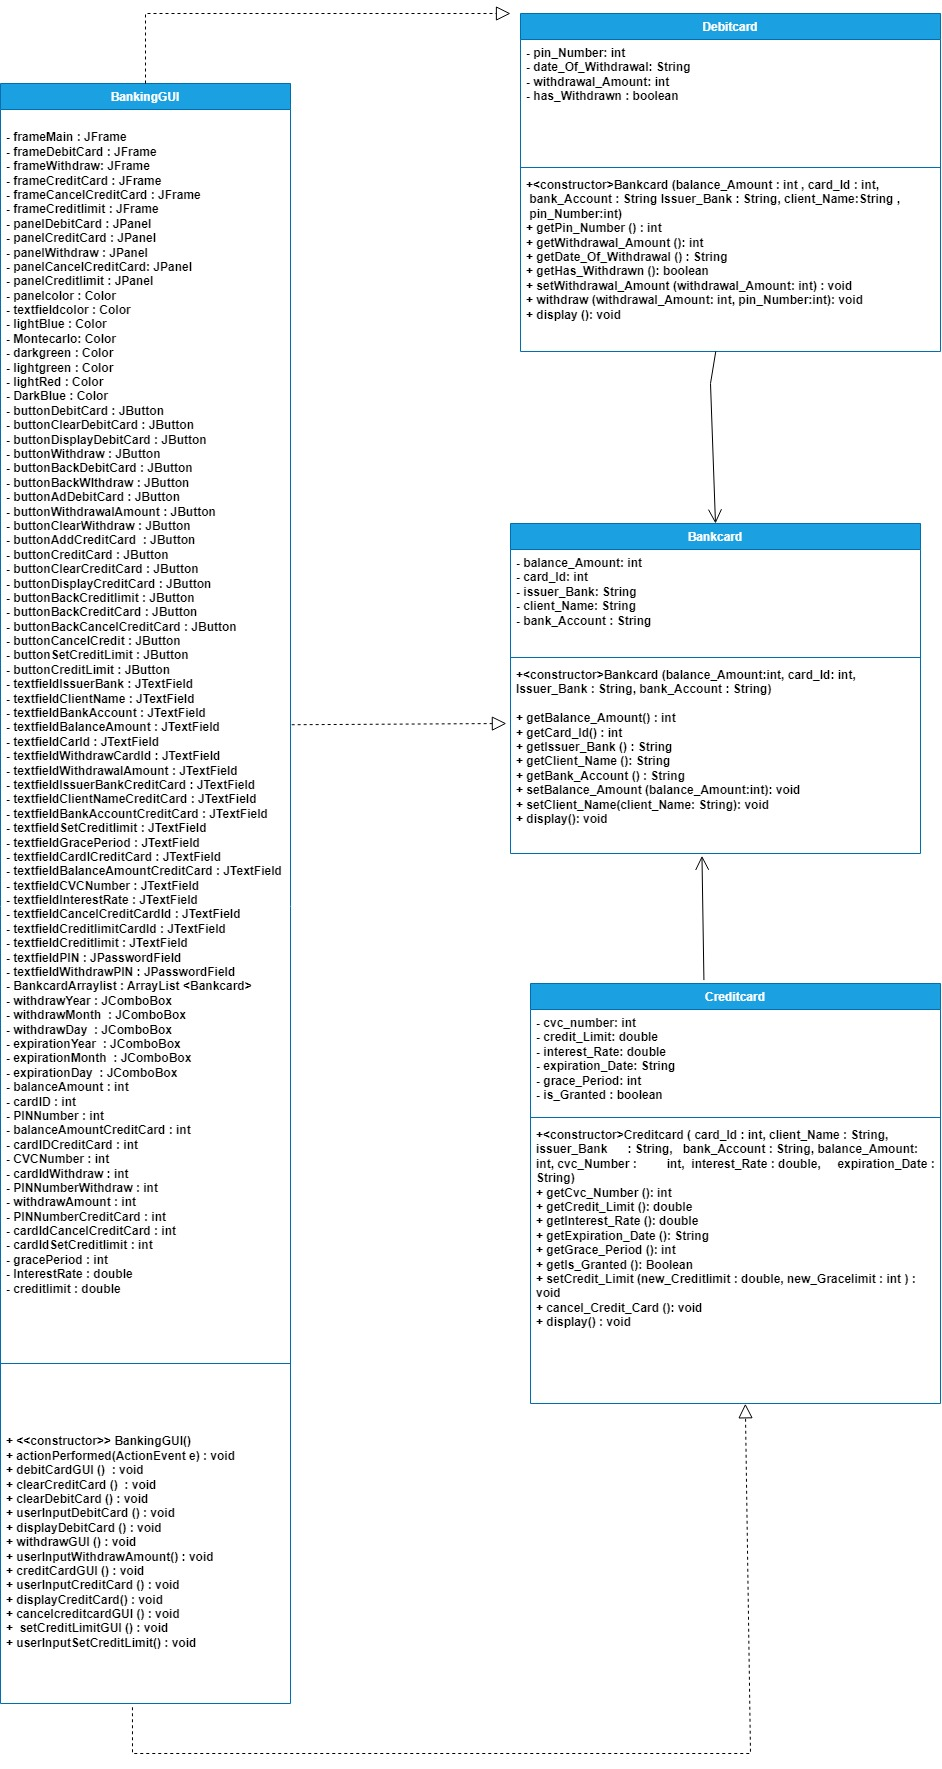 Debitcard
- pin_Number: int
- date_Of_Withdrawal: String
- withdrawal_Amount: int
- has_Withdrawn : boolean
+<constructor>Bankcard (balance_Amount : int , card_Id : int,
bank_Account : String Issuer_Bank : String, client_Name:String ,
pin_Number:int)
+ getPin_Number () : int
+ getWithdrawal_Amount (): int
+ getDate_Of_Withdrawal () : String
+ getHas_Withdrawn (): boolean
+ setWithdrawal_Amount (withdrawal_Amount: int) : void
+ withdraw (withdrawal_Amount: int, pin_Number:int): void
+ display (): void
BankingGUI
- frameMain : JFrame
- frameDebitCard : JFrame
- frameWithdraw: JFrame
- frameCreditCard : JFrame
- frameCancelCreditCard : JFrame
- frameCreditlimit : JFrame
- panelDebitCard : JPanel
- panelCreditCard : JPanel
- panelWithdraw : JPanel
- panelCancelCreditCard: JPanel
- panelCreditlimit : JPanel
- panelcolor : Color
- textfieldcolor : Color
- lightBlue : Color
- Montecarlo: Color
- darkgreen : Color
- lightgreen : Color
- lightRed : Color
- DarkBlue : Color
- buttonDebitCard : JButton
- buttonClearDebitCard : JButton
- buttonDisplayDebitCard : JButton
- buttonWithdraw : JButton
- buttonBackDebitCard : JButton
- buttonBackWIthdraw : JButton
- buttonAdDebitCard : JButton
- buttonWithdrawalAmount : JButton
- buttonClearWithdraw : JButton
- buttonAddCreditCard  : JButton
- buttonCreditCard : JButton
- buttonClearCreditCard : JButton
- buttonDisplayCreditCard : JButton
- buttonBackCreditlimit : JButton
- buttonBackCreditCard : JButton
- buttonBackCancelCreditCard : JButton
- buttonCancelCredit : JButton
- buttonSetCreditLimit : JButton
- buttonCreditLimit : JButton
- textfieldIssuerBank : JTextField
- textfieldClientName : JTextField
- textfieldBankAccount : JTextField
- textfieldBalanceAmount : JTextField
- textfieldCarId : JTextField
- textfieldWithdrawCardId : JTextField
- textfieldWithdrawalAmount : JTextField
- textfieldIssuerBankCreditCard : JTextField
- textfieldClientNameCreditCard : JTextField
- textfieldBankAccountCreditCard : JTextField
- textfieldSetCreditlimit : JTextField
- textfieldGracePeriod : JTextField
- textfieldCardICreditCard : JTextField
- textfieldBalanceAmountCreditCard : JTextField
- textfieldCVCNumber : JTextField
- textfieldInterestRate : JTextField
- textfieldCancelCreditCardId : JTextField
- textfieldCreditlimitCardId : JTextField
- textfieldCreditlimit : JTextField
- textfieldPIN : JPasswordField
- textfieldWithdrawPIN : JPasswordField
- BankcardArraylist : ArrayList <Bankcard>
- withdrawYear : JComboBox
- withdrawMonth  : JComboBox
- withdrawDay  : JComboBox
- expirationYear  : JComboBox
- expirationMonth  : JComboBox
- expirationDay  : JComboBox
- balanceAmount : int
- cardID : int
- PINNumber : int
- balanceAmountCreditCard : int
- cardIDCreditCard : int
- CVCNumber : int
- cardIdWithdraw : int
- PINNumberWithdraw : int
- withdrawAmount : int
- PINNumberCreditCard : int
- cardIdCancelCreditCard : int
- cardIdSetCreditlimit : int
- gracePeriod : int
- InterestRate : double
- creditlimit : double
+ <<constructor>> BankingGUI()
+ actionPerformed(ActionEvent e) : void
+ debitCardGUI ()  : void
+ clearCreditCard ()  : void
+ clearDebitCard () : void
+ userInputDebitCard () : void
+ displayDebitCard () : void
+ withdrawGUI () : void
+ userInputWithdrawAmount() : void
+ creditCardGUI () : void
+ userInputCreditCard () : void
+ displayCreditCard() : void
+ cancelcreditcardGUI () : void
+  setCreditLimitGUI () : void
+ userInputSetCreditLimit() : void
Bankcard
- balance_Amount: int
- card_Id: int
- issuer_Bank: String
- client_Name: String
- bank_Account : String
+<constructor>Bankcard (balance_Amount:int, card_Id: int,
Issuer_Bank : String, bank_Account : String)
+ getBalance_Amount() : int
+ getCard_Id() : int
+ getIssuer_Bank () : String
+ getClient_Name (): String
+ getBank_Account () : String
+ setBalance_Amount (balance_Amount:int): void
+ setClient_Name(client_Name: String): void
+ display(): void
Creditcard
- cvc_number: int
- credit_Limit: double
- interest_Rate: double
- expiration_Date: String
- grace_Period: int
- is_Granted : boolean
+<constructor>Creditcard ( card_Id : int, client_Name : String,
issuer_Bank     : String,   bank_Account : String, balance_Amount:
int, cvc_Number :        int,  interest_Rate : double,     expiration_Date :
String)
+ getCvc_Number (): int
+ getCredit_Limit (): double
+ getInterest_Rate (): double
+ getExpiration_Date (): String
+ getGrace_Period (): int
+ getIs_Granted (): Boolean
+ setCredit_Limit (new_Creditlimit : double, new_Gracelimit : int ) :
void
+ cancel_Credit_Card (): void
+ display() : void